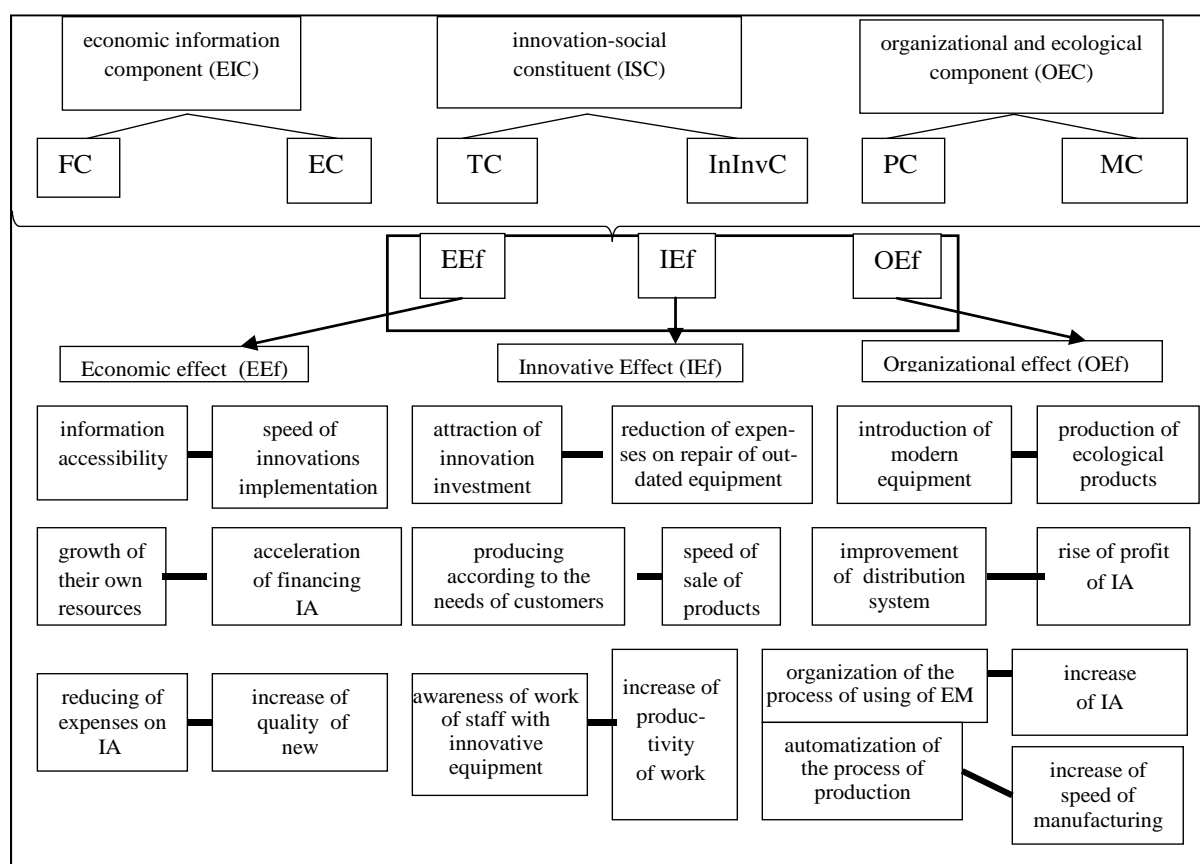 economic information
component (EIC)
innovation-social
constituent (ISC)
organizational and ecological
component (OEC)
FC
EC
TC
InInvC
PC
MC
EEf
IEf
OEf
Economic effect (EEf)
Innovative Effect (IEf)
Organizational effect (OEf)
information
accessibility
speed of
innovations
implementation
attraction of
innovation
investment
reduction of expen-
ses on repair of out-
dated equipment
introduction of
modern
equipment
production of
ecological
products
growth of
their own
resources
acceleration
of financing
IA
producing
according to the
needs of customers
speed of
sale of
products
improvement
of distribution
system
rise of profit
of IA
reducing of
expenses on
IA
increase of
quality of
new
awareness of work
of staff with
innovative
equipment
increase of
produc-
tivity
of work
organization of the
process of using of EM
increase
of IA
automatization of
the process of
production
increase of
speed of
manufacturing